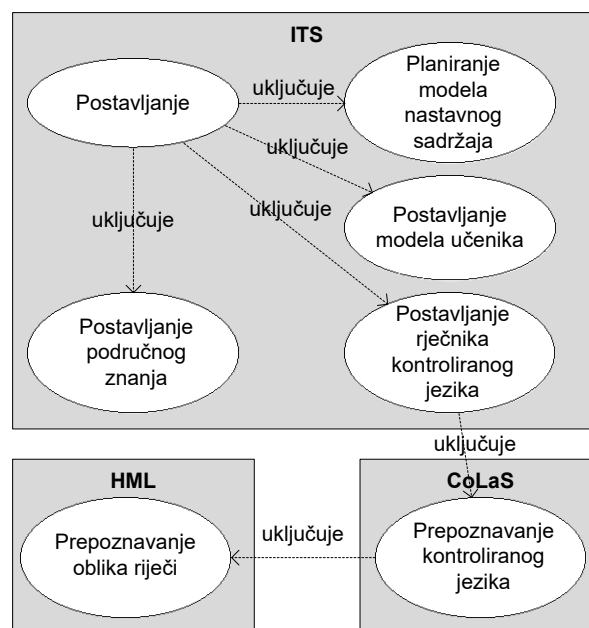 ITS
Postavljanje
uključuje
Planiranje
modela
nastavnog
sadržaja
uključuje
Postavljanje
modela učenika
uključuje
uključuje
Postavljanje
područnog
znanja
Postavljanje
rječnika
kontroliranog
jezika
uključuje
HML
CoLaS
Prepoznavanje
oblika riječi
uključuje
Prepoznavanje
kontroliranog
jezika